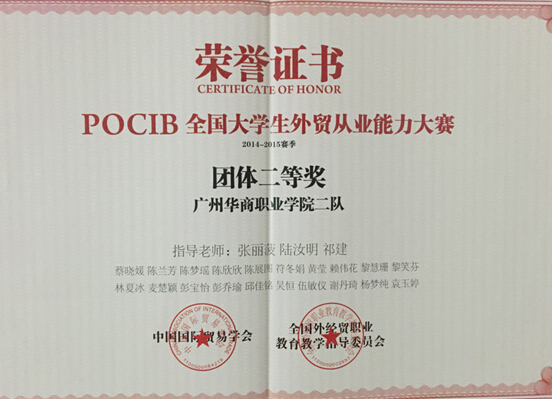 荣誉证书
CERTIFICATE OF HONOR
POCIB 全国大学生外贸从业能力大赛
2014-2015赛季
团体二等奖
广州华商职业学院二队
指导老师：张丽波 陆汝明 祁建
蔡晓媛 陈兰芳 陈梦瑶 陈欣欣 陈展图 符冬娟 黄莹 赖伟花 黎慧珊 黎笑芬
林夏冰 麦楚颖 彭宝怡 彭乔瑜 邱佳铭 吴恒 伍敏仪 谢丹琦 杨梦纯 袁玉婷
中国国际贸易学会
全国外经贸职业
教育教学指导委员会